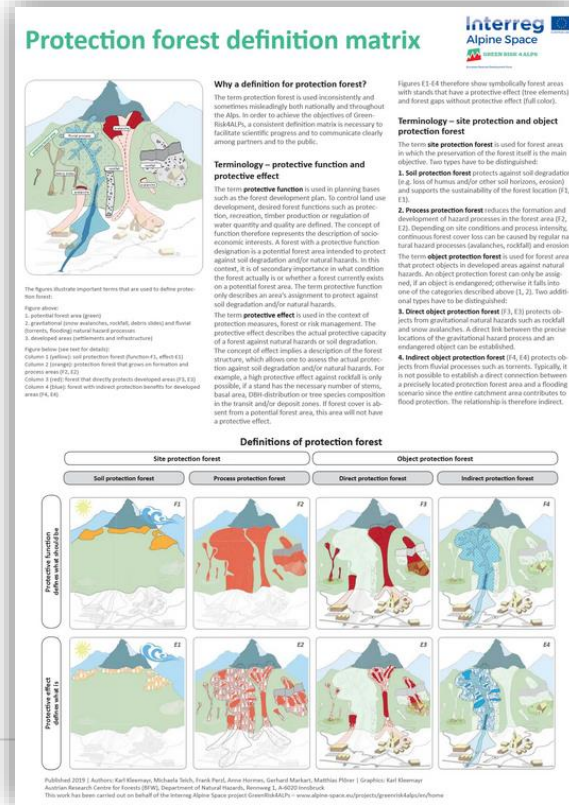 Protection forest definition matrix
Interreg
Alpine Space
GREEN RISK 4 ALPS
Why a definition for protection forest?
The term protection forest is used inconsistently and
sometimes misleadingly both nationally and throughout
the Alps. In order to achieve the objectives of Green-
Risk4ALPs, a consistent definition matrix is necessary to
facilitate scientific progress and to communicate clearly
among partners and to the public.
Terminology – protective function and
protective effect
The term protective function is used in planning bases
such as the forest development plan. To control land use
development, desired forest functions such as protec-
tion, recreation, timber production or regulation of
water quantity and quality are defined. The concept of
function therefore represents the description of socio-
economic interests. A forest with a protective function
designation is a potential forest area intended to protect
against soil degradation and/or natural hazards. In this
context, it is of secondary importance in what condition
the forest actually is or whether a forest currently exists
on a potential forest area. The term protective function
only describes an area's assignment to protect against
soil degradation and/or natural hazards.
The term protective effect is used in the context of
protection measures, forest or risk management. The
protective effect describes the actual protective capacity
of a forest against natural hazards or soil degradation.
The concept of effect implies a description of the forest
structure, which allows one to assess the actual protec-
tion against soil degradation and/or natural hazards. For
example, a high protective effect against rockfall is only
possible, if a stand has the necessary number of stems,
basal area, DBH-distribution or tree species composition
in the transit and/or deposit zones. If forest cover is ab-
sent from a potential forest area, this area will not have
a protective effect.
Figures E1-E4 therefore show symbolically forest areas
with stands that have a protective effect (tree elements)
and forest gaps without protective effect (full color).
Terminology – site protection and object
protection forest
The term site protection forest is used for forest areas
in which the preservation of the forest itself is the main
objective. Two types have to be distinguished:
1. Soil protection forest protects against soil degradation
(e.g. loss of humus and/or other soil horizons, erosion)
and supports the sustainability of the forest location (F1,
E1).
2. Process protection forest reduces the formation and
development of hazard processes in the forest area (F2,
E2). Depending on site conditions and process intensity,
continuous forest cover loss can be caused by regular na-
tural hazard processes (avalanches, rockfall) and erosion.
The term object protection forest is used for forest areas
that protect objects in developed areas against natural
hazards. An object protection forest can only be assig-
ned, if an object is endangered; otherwise it falls into
one of the categories described above (1, 2). Two additi-
onal types have to be distinguished:
3. Direct object protection forest (F3, E3) protects ob-
jects from gravitational natural hazards such as rockfall
and snow avalanches. A direct link between the precise
locations of the gravitational hazard process and an
endangered object can be established.
4. Indirect object protection forest (F4, E4) protects ob-
jects from fluvial processes such as torrents. Typically, it
is not possible to establish a direct connection between
a precisely located protection forest area and a flooding
scenario since the entire catchment area contributes to
flood protection. The relationship is therefore indirect.
The figures illustrate important terms that are used to define protec-
tion forest:
Figure above:
1. potential forest area (green)
2. gravitational (snow avalanches, rockfall, debris slides) and fluvial
(torrents, flooding) natural hazard processes
3. developed areas (settlements and infrastructure)
Figure below (see text for details):
Column 1 (yellow): soil protection forest (function-F1, effect-E1)
Column 2 (orange): protection forest that grows on formation and
process areas (F2, E2)
Column 3 (red): forest that directly protects developed areas (F3, E3)
Column 4 (blue): forest with indirect protection benefits for developed
areas (F4, E4)
Definitions of protection forest
Site protection forest
Object protection forest
Soil protection forest
Process protection forest
Direct protection forest
Indirect protection forest
Protective function
defines what should be
F1
F2
F3
F4
Protective effect
defines what is
E1
E2
E3
E4
Published 2019 | Authors: Karl Kleemayr, Michaela Teich, Frank Perzl, Anne Hormes, Gerhard Markart, Matthias Plörer | Graphics: Karl Kleemayr
Austrian Research Centre for Forests (BFW), Department of Natural Hazards, Rennweg 1, A-6020 Innsbruck
This work has been carried out on behalf of the Interreg Alpine Space project GreenRisk4ALPs – www.alpine-space.eu/projects/greenrisk4alps/en/home